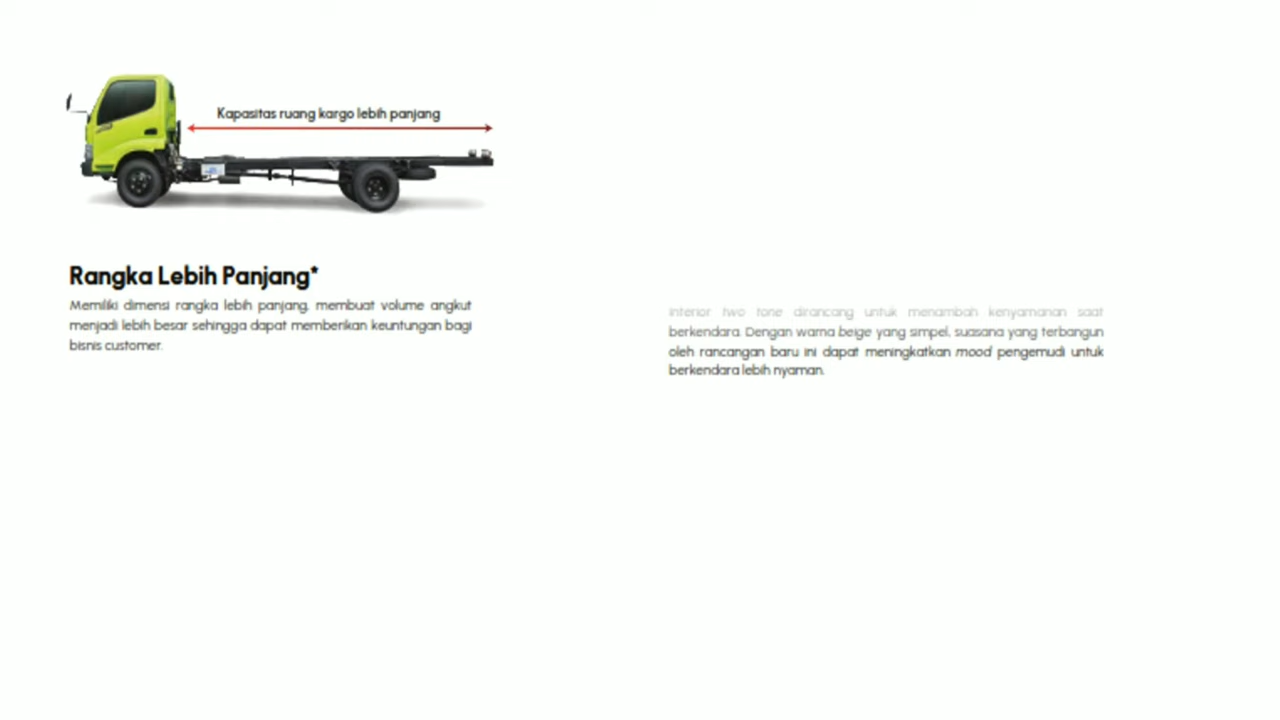 Kapasitas ruang kargo lebih panjang
Rangka Lebih Panjang*
Memiliki dimensi rangka lebih panjang, membuat volume angkut
menjadi lebih besar sehingga dapat memberikan keuntungan bagi
bisnis customer.
Interior two tone dirancang untuk menambah kenyamanan saat
berkendara. Dengan warna beige yang simpel, suasana yang terbangun
oleh rancangan baru ini dapat meningkatkan mood pengemudi untuk
berkendara lebih nyaman.